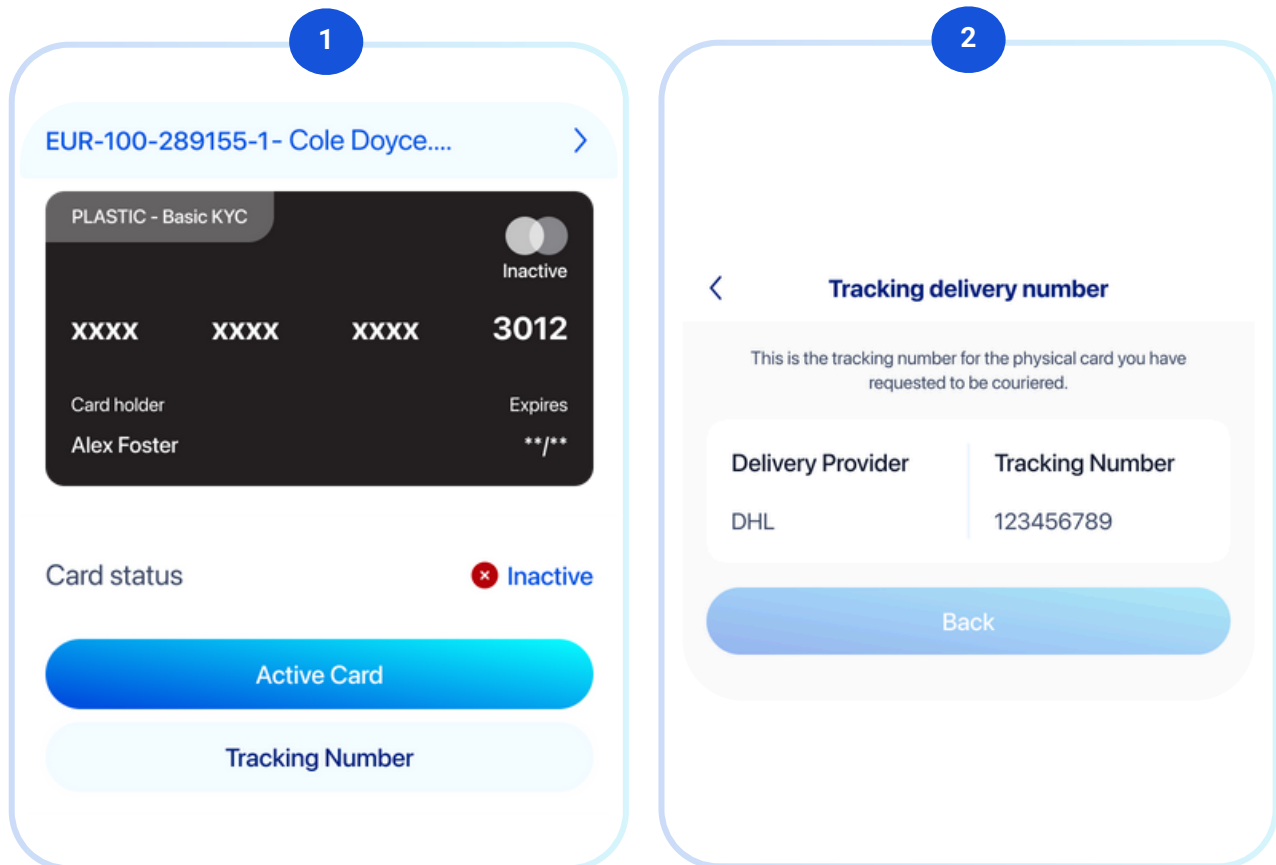 1
EUR-100-289155-1- Cole Doyce....
PLASTIC - Basic KYC
Inactive
xxxx xxxx xxxx 3012
Card holder Expires
Alex Foster **/**
Card status Inactive
Active Card
Tracking Number
2
Tracking delivery number
This is the tracking number for the physical card you have
requested to be couriered.
Delivery Provider Tracking Number
DHL 123456789
Back